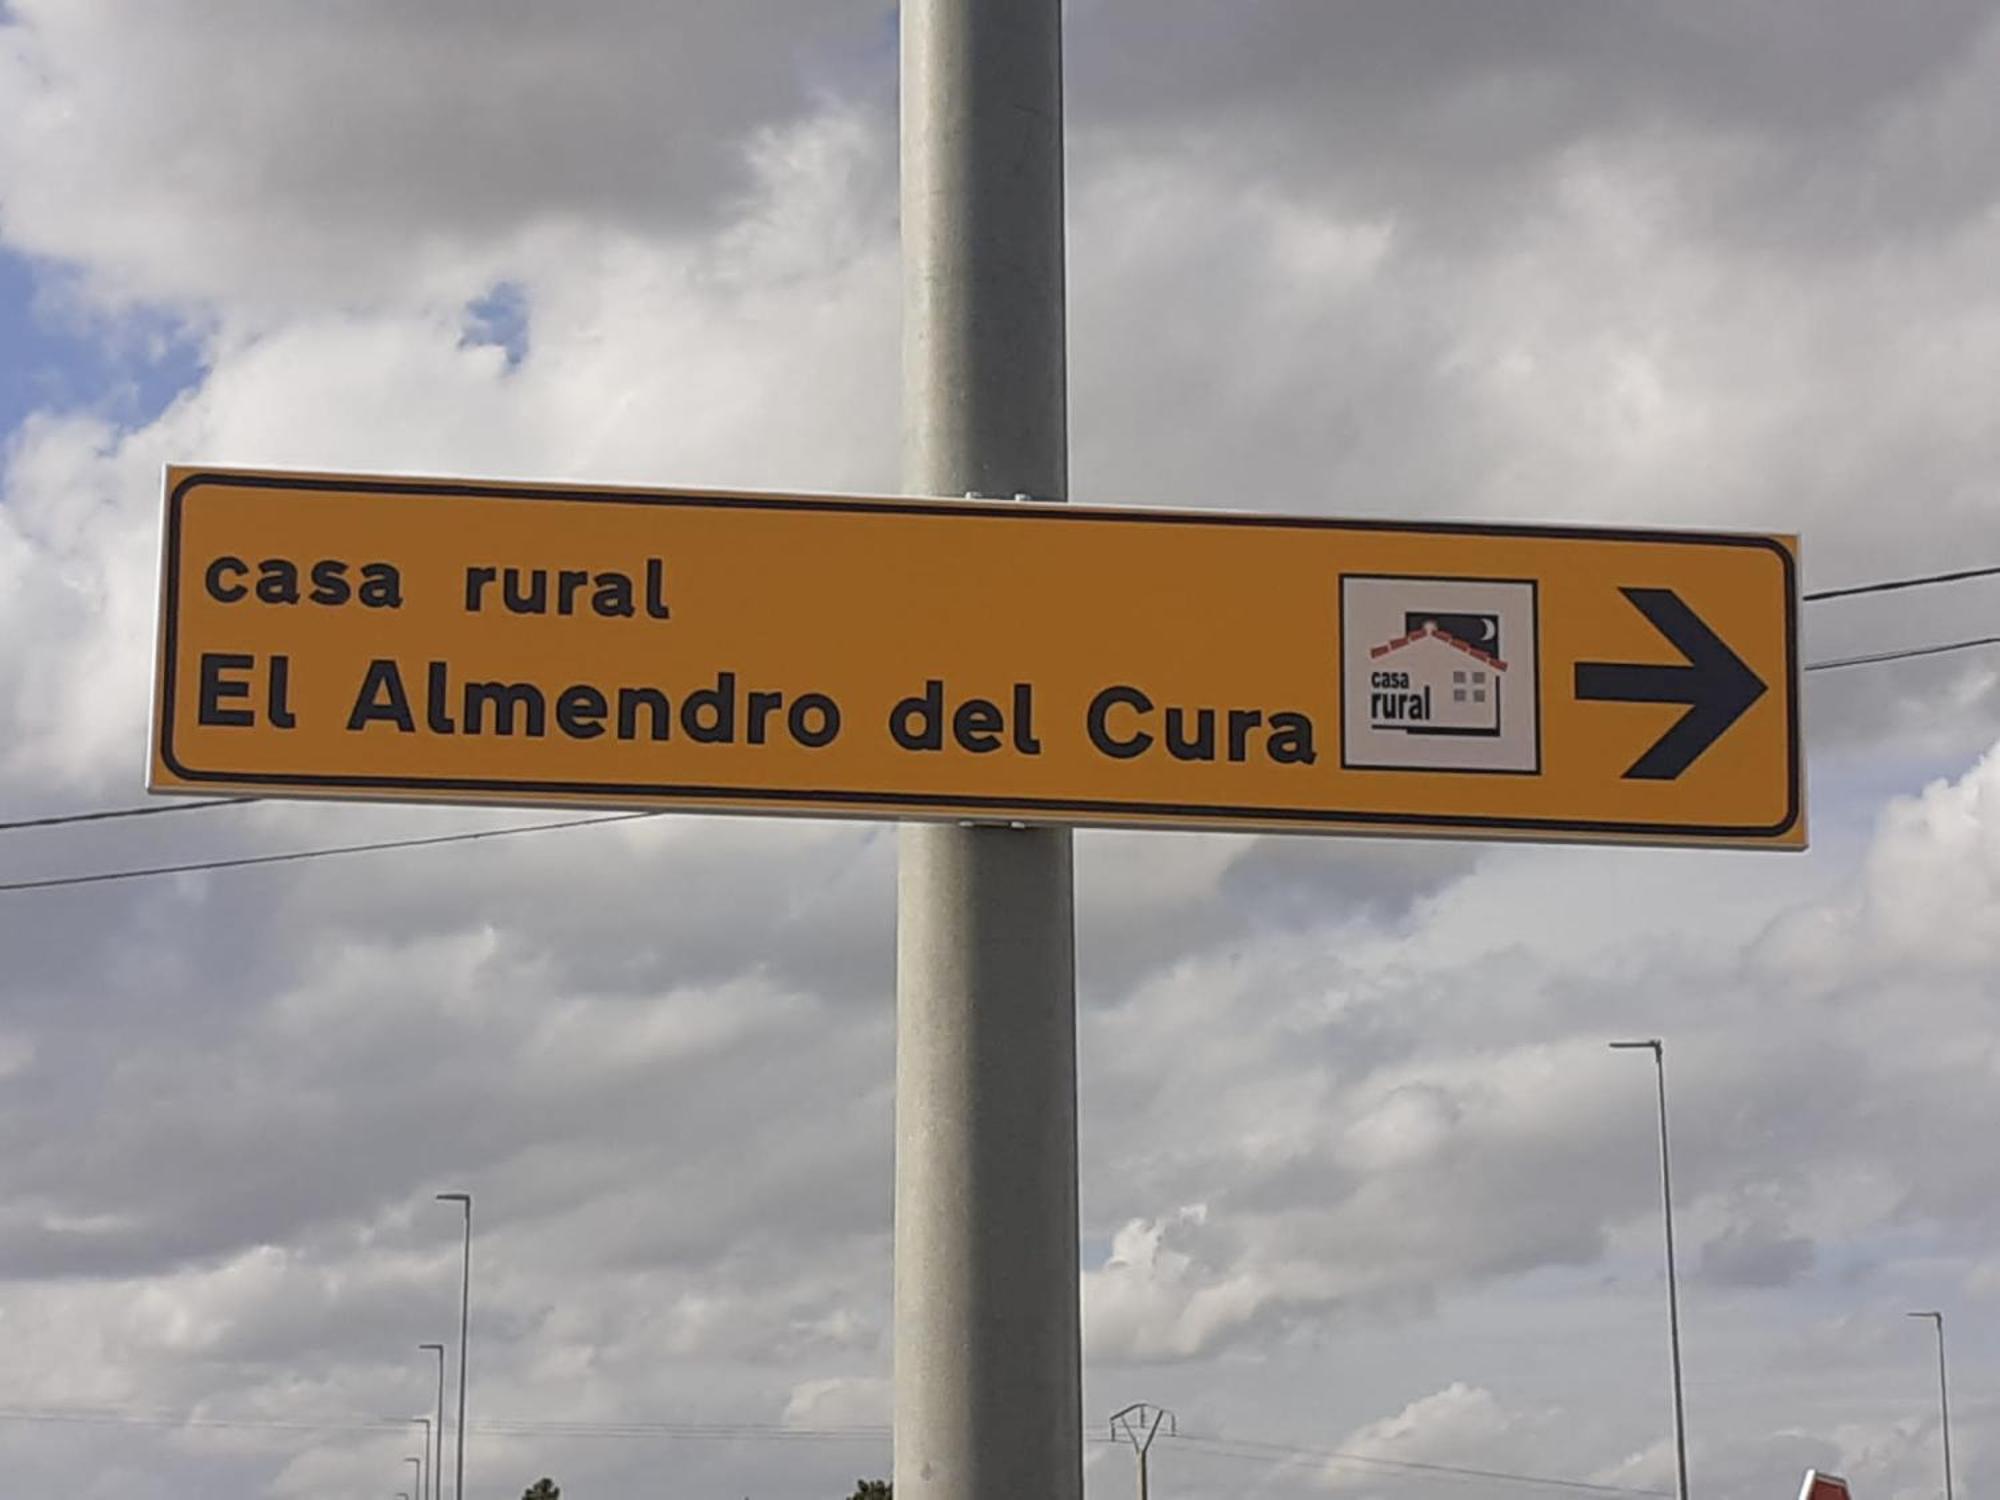 casa rural
El Almendro del Cura
casa
rural